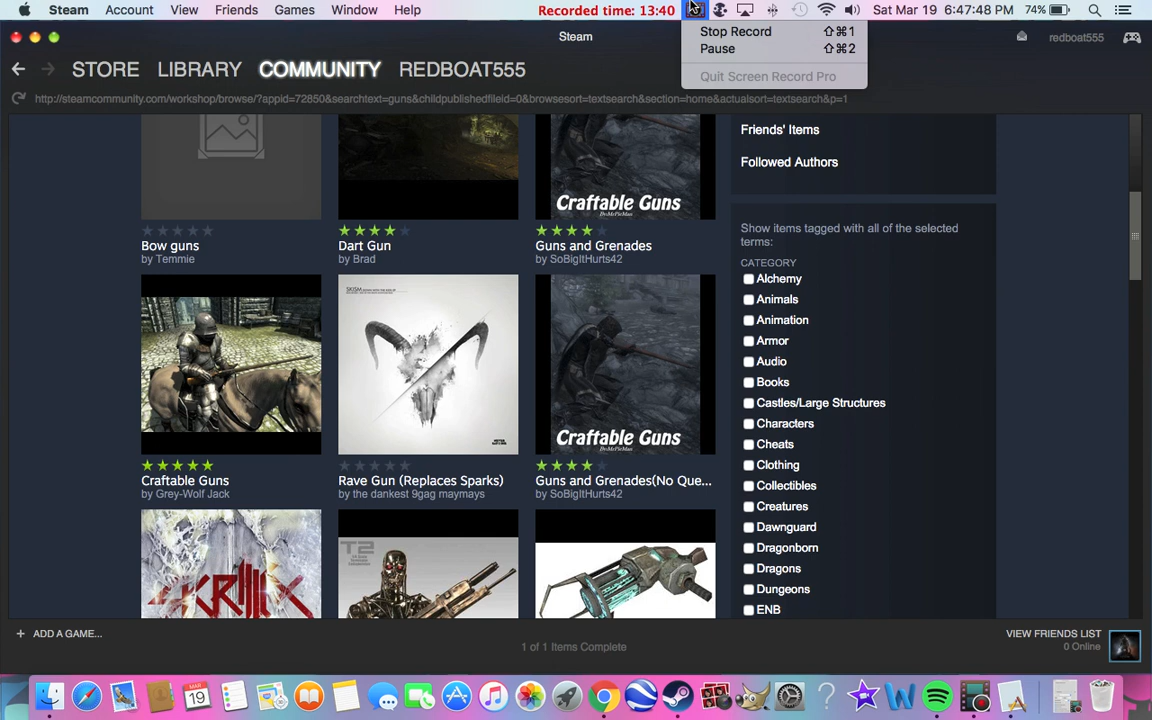 Steam Account View Friends Games Window Help Recorded time: 13:40 Sat Mar 19 6:47:48 PM 74%
Stop Record ⇧⌘1
Pause ⇧⌘2
Quit Screen Record Pro
Steam
redboat555
STORE LIBRARY COMMUNITY REDBOAT555
http://steamcommunity.com/workshop/browse/?appid=72850&searchtext=guns&childpublishedfileid=0&browsesort=textsearch&section=home&actualsort=textsearch&p=1
Craftable Guns
Bow guns
by Temmie
Dart Gun
by Brad
Guns and Grenades
by SoBigItHurts42
SKISM
Craftable Guns
Craftable Guns
by Grey-Wolf Jack
Rave Gun (Replaces Sparks)
by the dankest 9gag maymays
Guns and Grenades(No Que...
by SoBigItHurts42
SKRILLEX
T2
Friends' Items
Followed Authors
Show items tagged with all of the selected
terms:
CATEGORY
Alchemy
Animals
Animation
Armor
Audio
Books
Castles/Large Structures
Characters
Cheats
Clothing
Collectibles
Creatures
Dawnguard
Dragonborn
Dragons
Dungeons
ENB
+ ADD A GAME...
1 of 1 Items Complete
VIEW FRIENDS LIST
0 Online
MAR
19